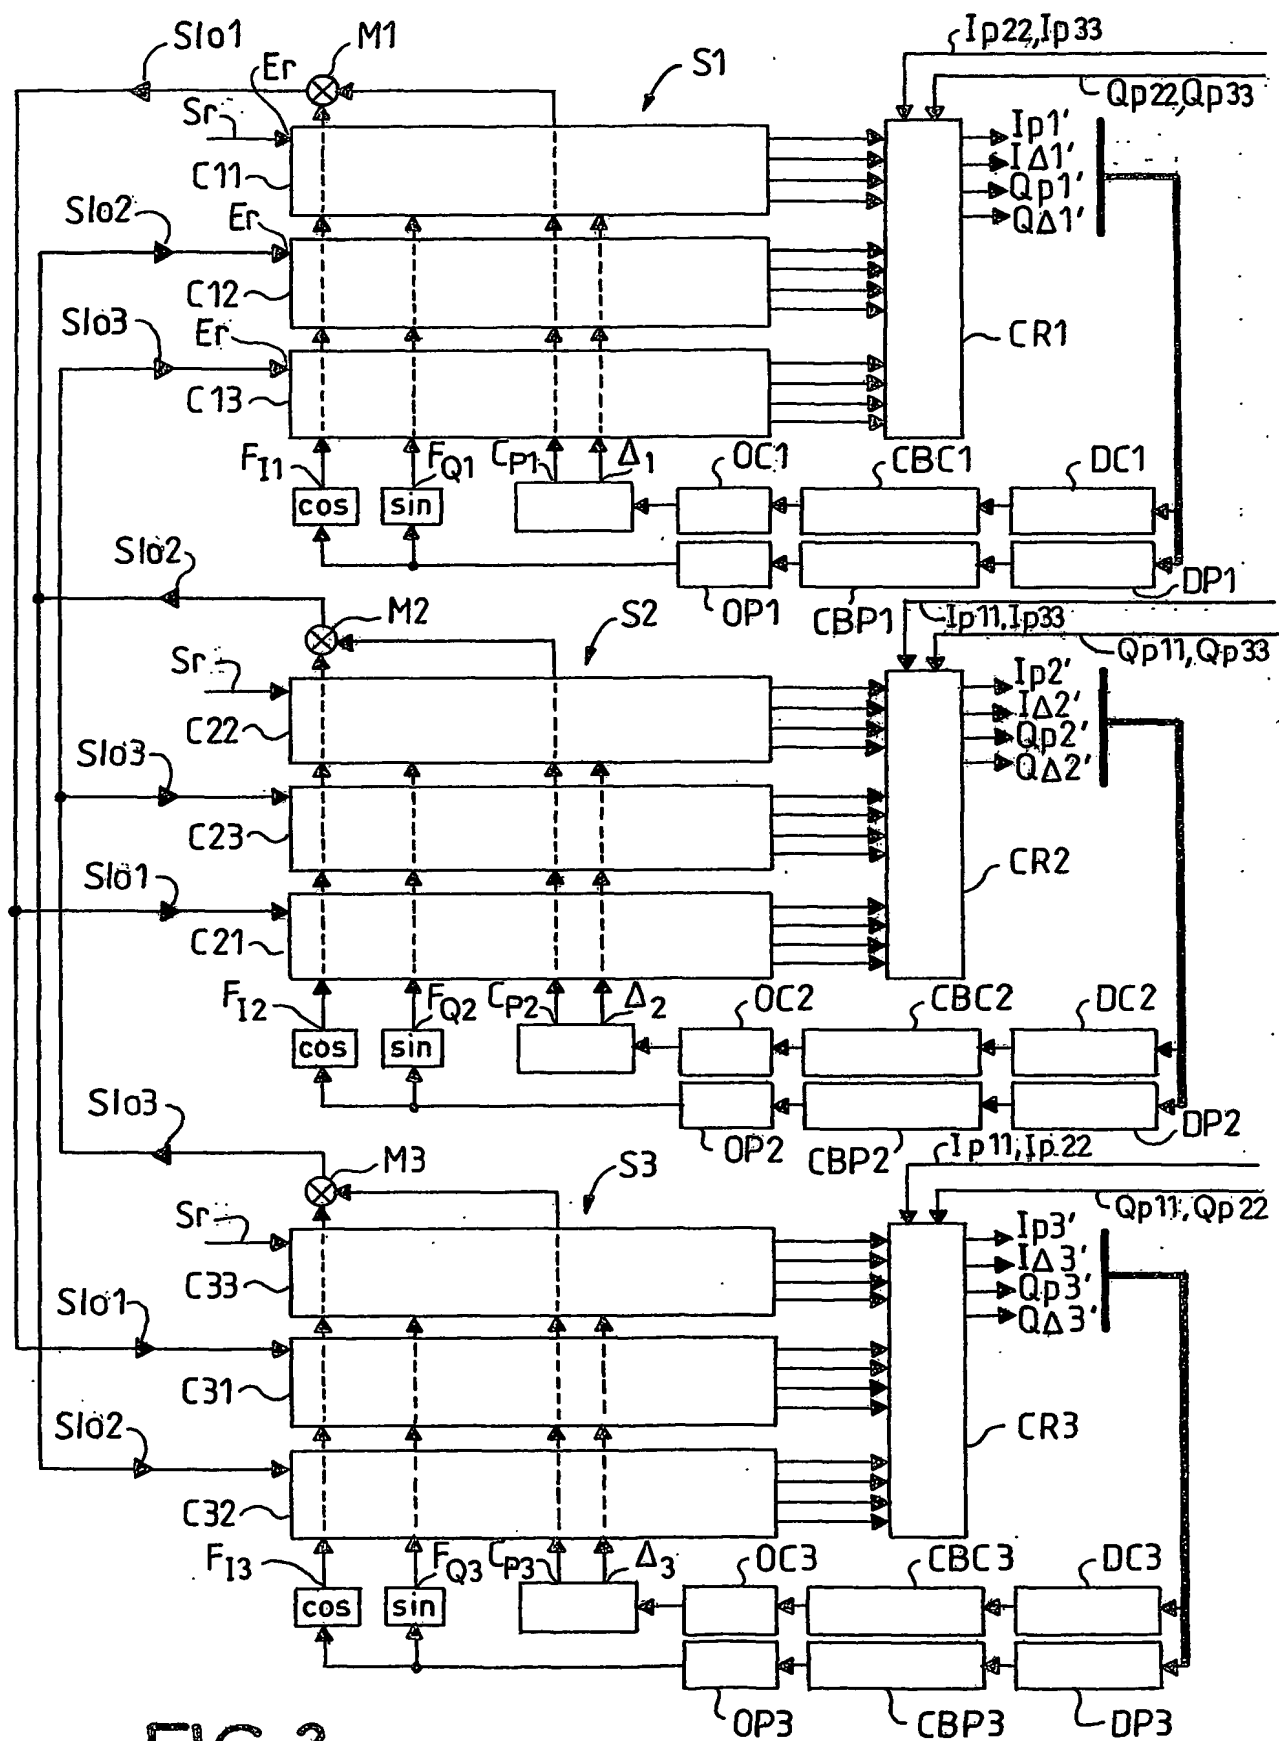 Slo1
M1
Ip22,Ip33
Er
S1
Qp22,Qp33
Sr
Ip1'
IΔ1'
C11
Qp1'
Slo2
Er
QΔ1'
C12
Slo3
Er
CR1
C13
FI1
FQ1
CP1
Δ1
OC1
CBC1
DC1
cos
sin
Slo2
OP1
CBP1
DP1
M2
S2
Ip11,Ip33
Qp11,Qp33
Sr
Ip2'
IΔ2'
C22
Qp2'
Slo3
QΔ2'
C23
CR2
Slo1
C21
FI2
FQ2
CP2
Δ2
OC2
CBC2
DC2
cos
sin
Slo3
OP2
CBP2
DP2
M3
S3
Ip11,Ip22
Qp11,Qp22
Sr
Ip3'
IΔ3'
C33
Qp3'
Slo1
QΔ3'
C31
CR3
Slo2
C32
FI3
FQ3
CP3
Δ3
OC3
CBC3
DC3
cos
sin
OP3
CBP3
DP3